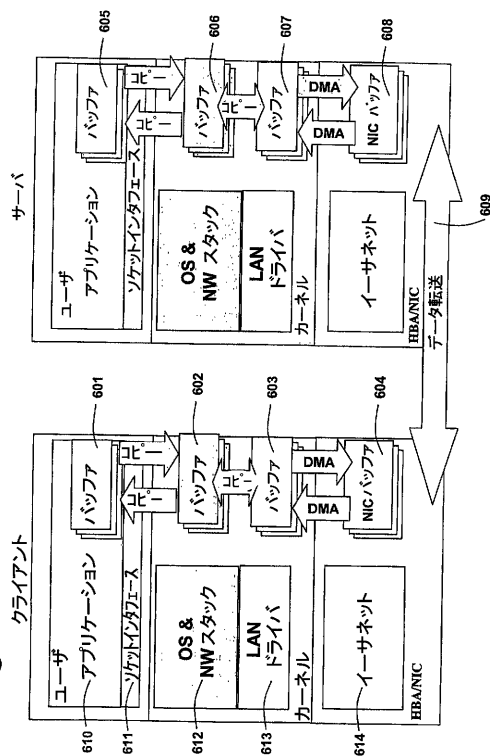 クライアント
ユーザ
アプリケーション
ソケットインタフェース
バッファ
コピー
コピー
OS &
NW スタック
バッファ
コピー
LAN
ドライバ
バッファ
カーネル
DMA
DMA
イーサネット
NIC バッファ
HBA/NIC
601
602
603
604
610
611
612
613
614
サーバ
ユーザ
アプリケーション
ソケットインタフェース
バッファ
コピー
コピー
OS &
NW スタック
バッファ
コピー
LAN
ドライバ
バッファ
カーネル
DMA
DMA
イーサネット
NIC バッファ
HBA/NIC
605
606
607
608
データ転送
609